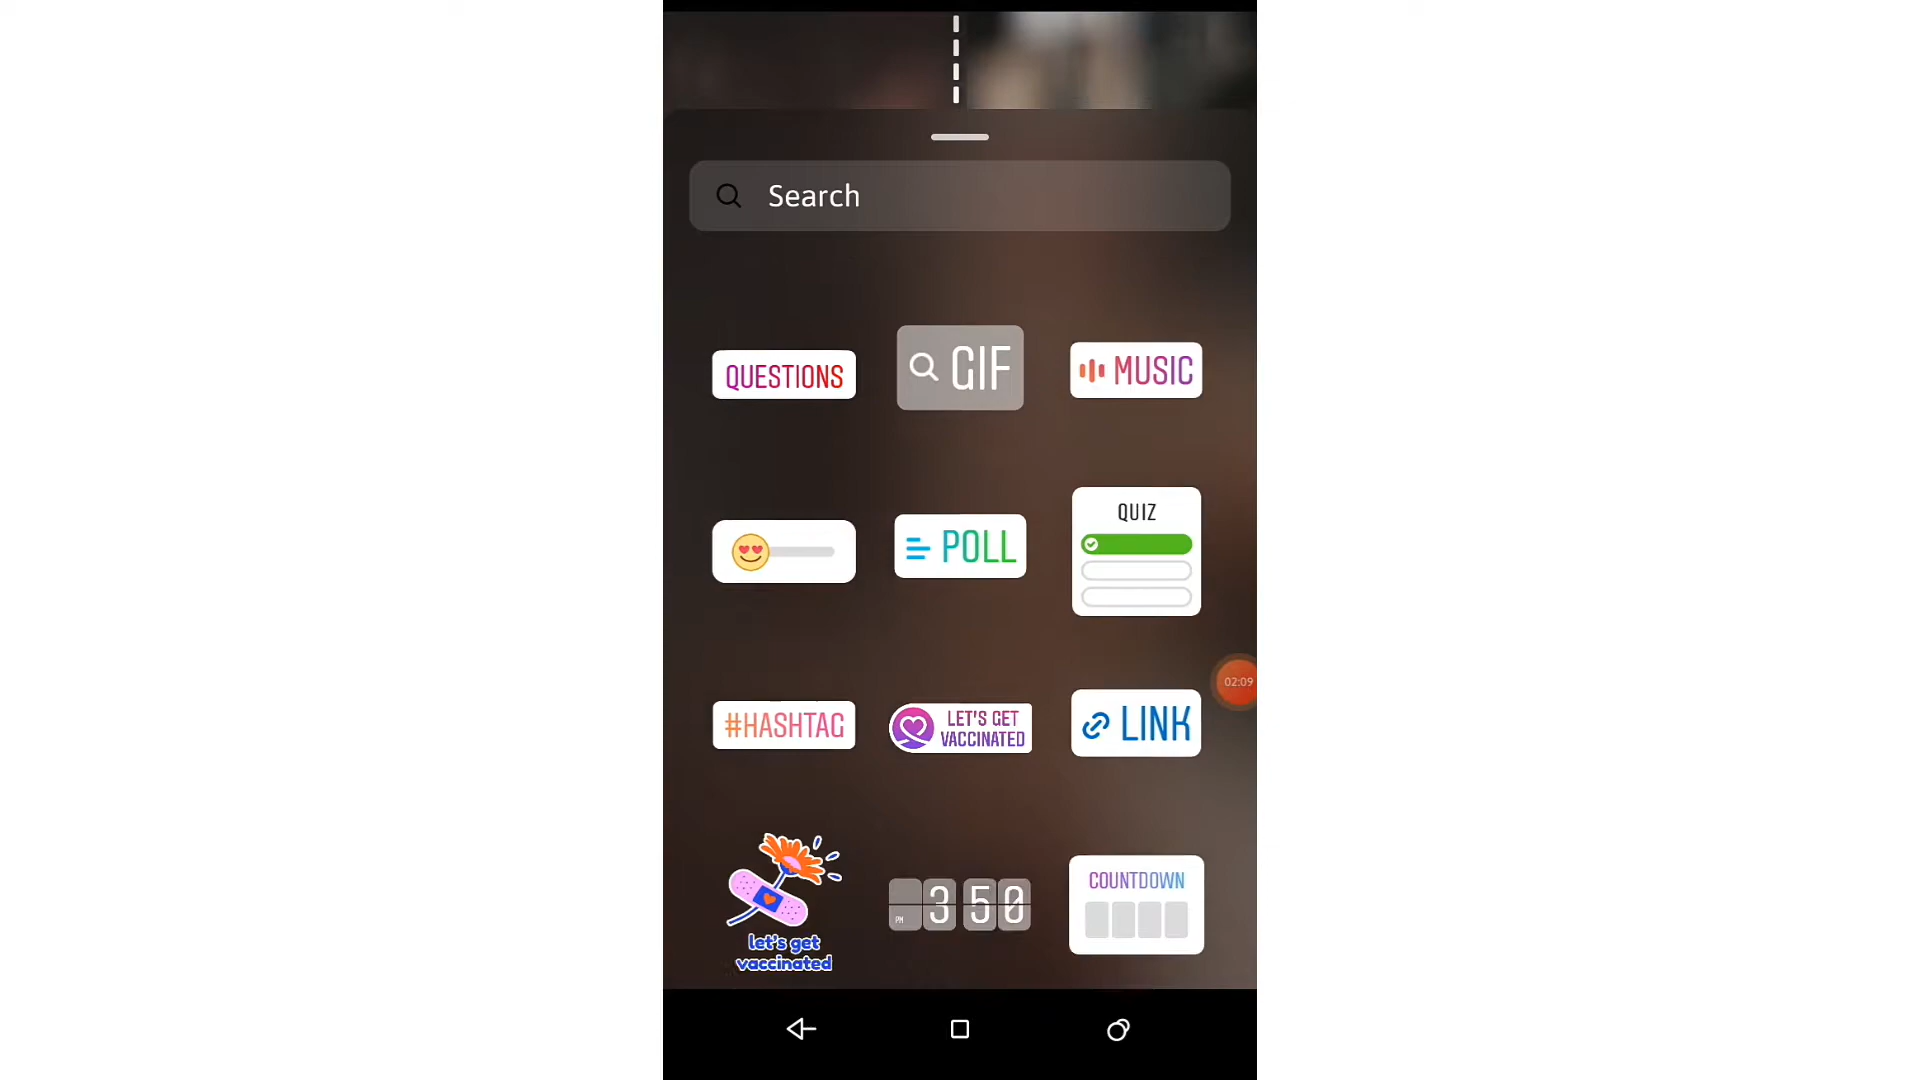 Search
QUESTIONS
GIF
MUSIC
POLL
QUIZ
#HASHTAG
LET'S GET
VACCINATED
LINK
02:09
let's get
vaccinated
PM
3 50
COUNTDOWN